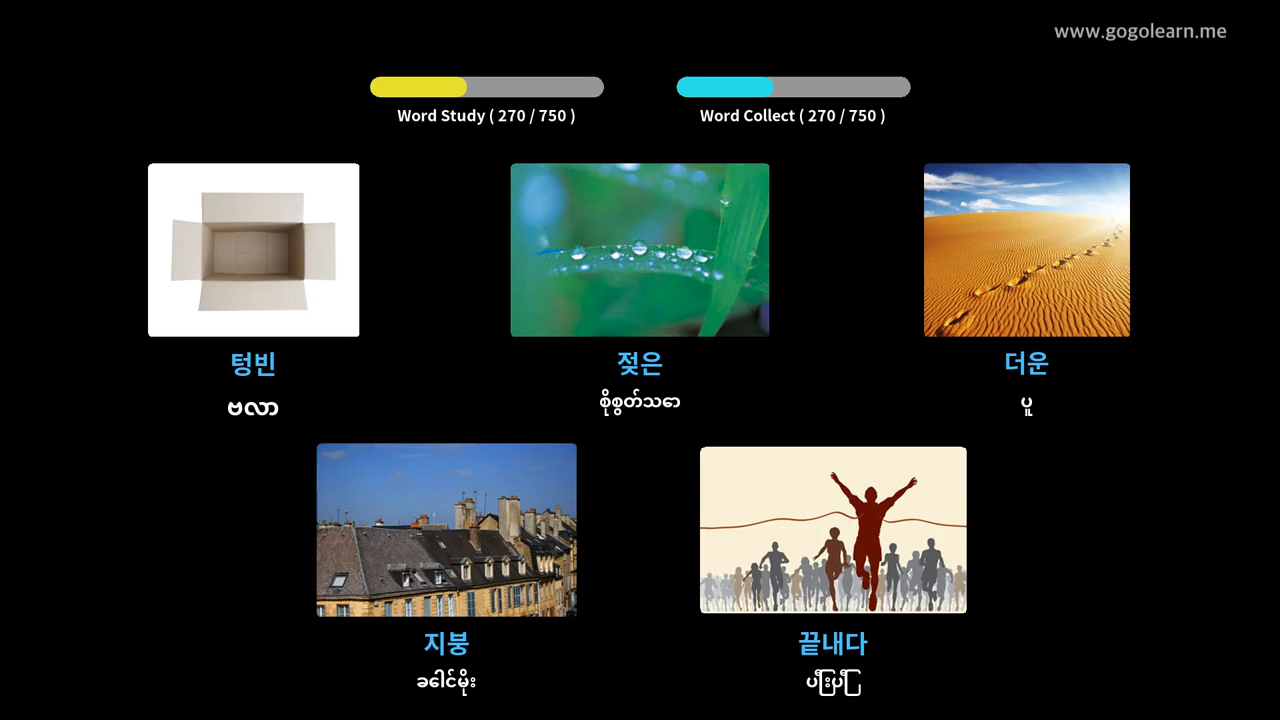 www.gogolearn.me
Word Study ( 270 / 750 )
Word Collect ( 270 / 750 )
텅빈
젖은
더운
ဗလာ
စိုစွတ်သော
ပူ
지붕
끝내다
ခေါင်မိုး
ပြီးပြီ